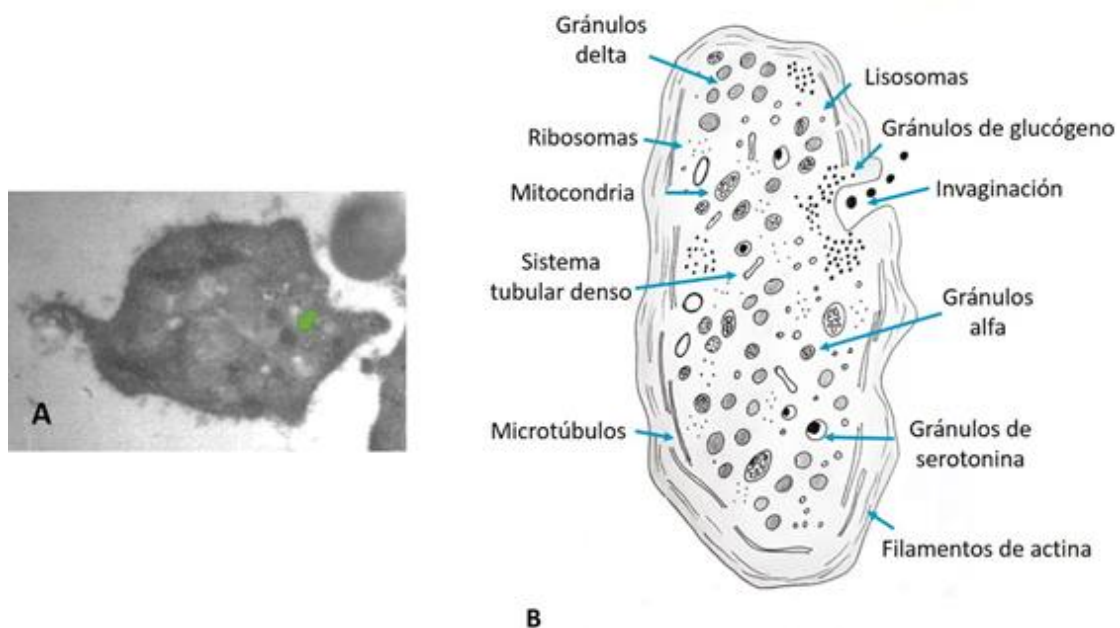 Gránulos
delta
Lisosomas
Ribosomas
Gránulos de glucógeno
Mitocondria
Invaginación
Sistema
tubular denso
Gránulos
alfa
A
Microtúbulos
Gránulos de
serotonina
Filamentos de actina
B